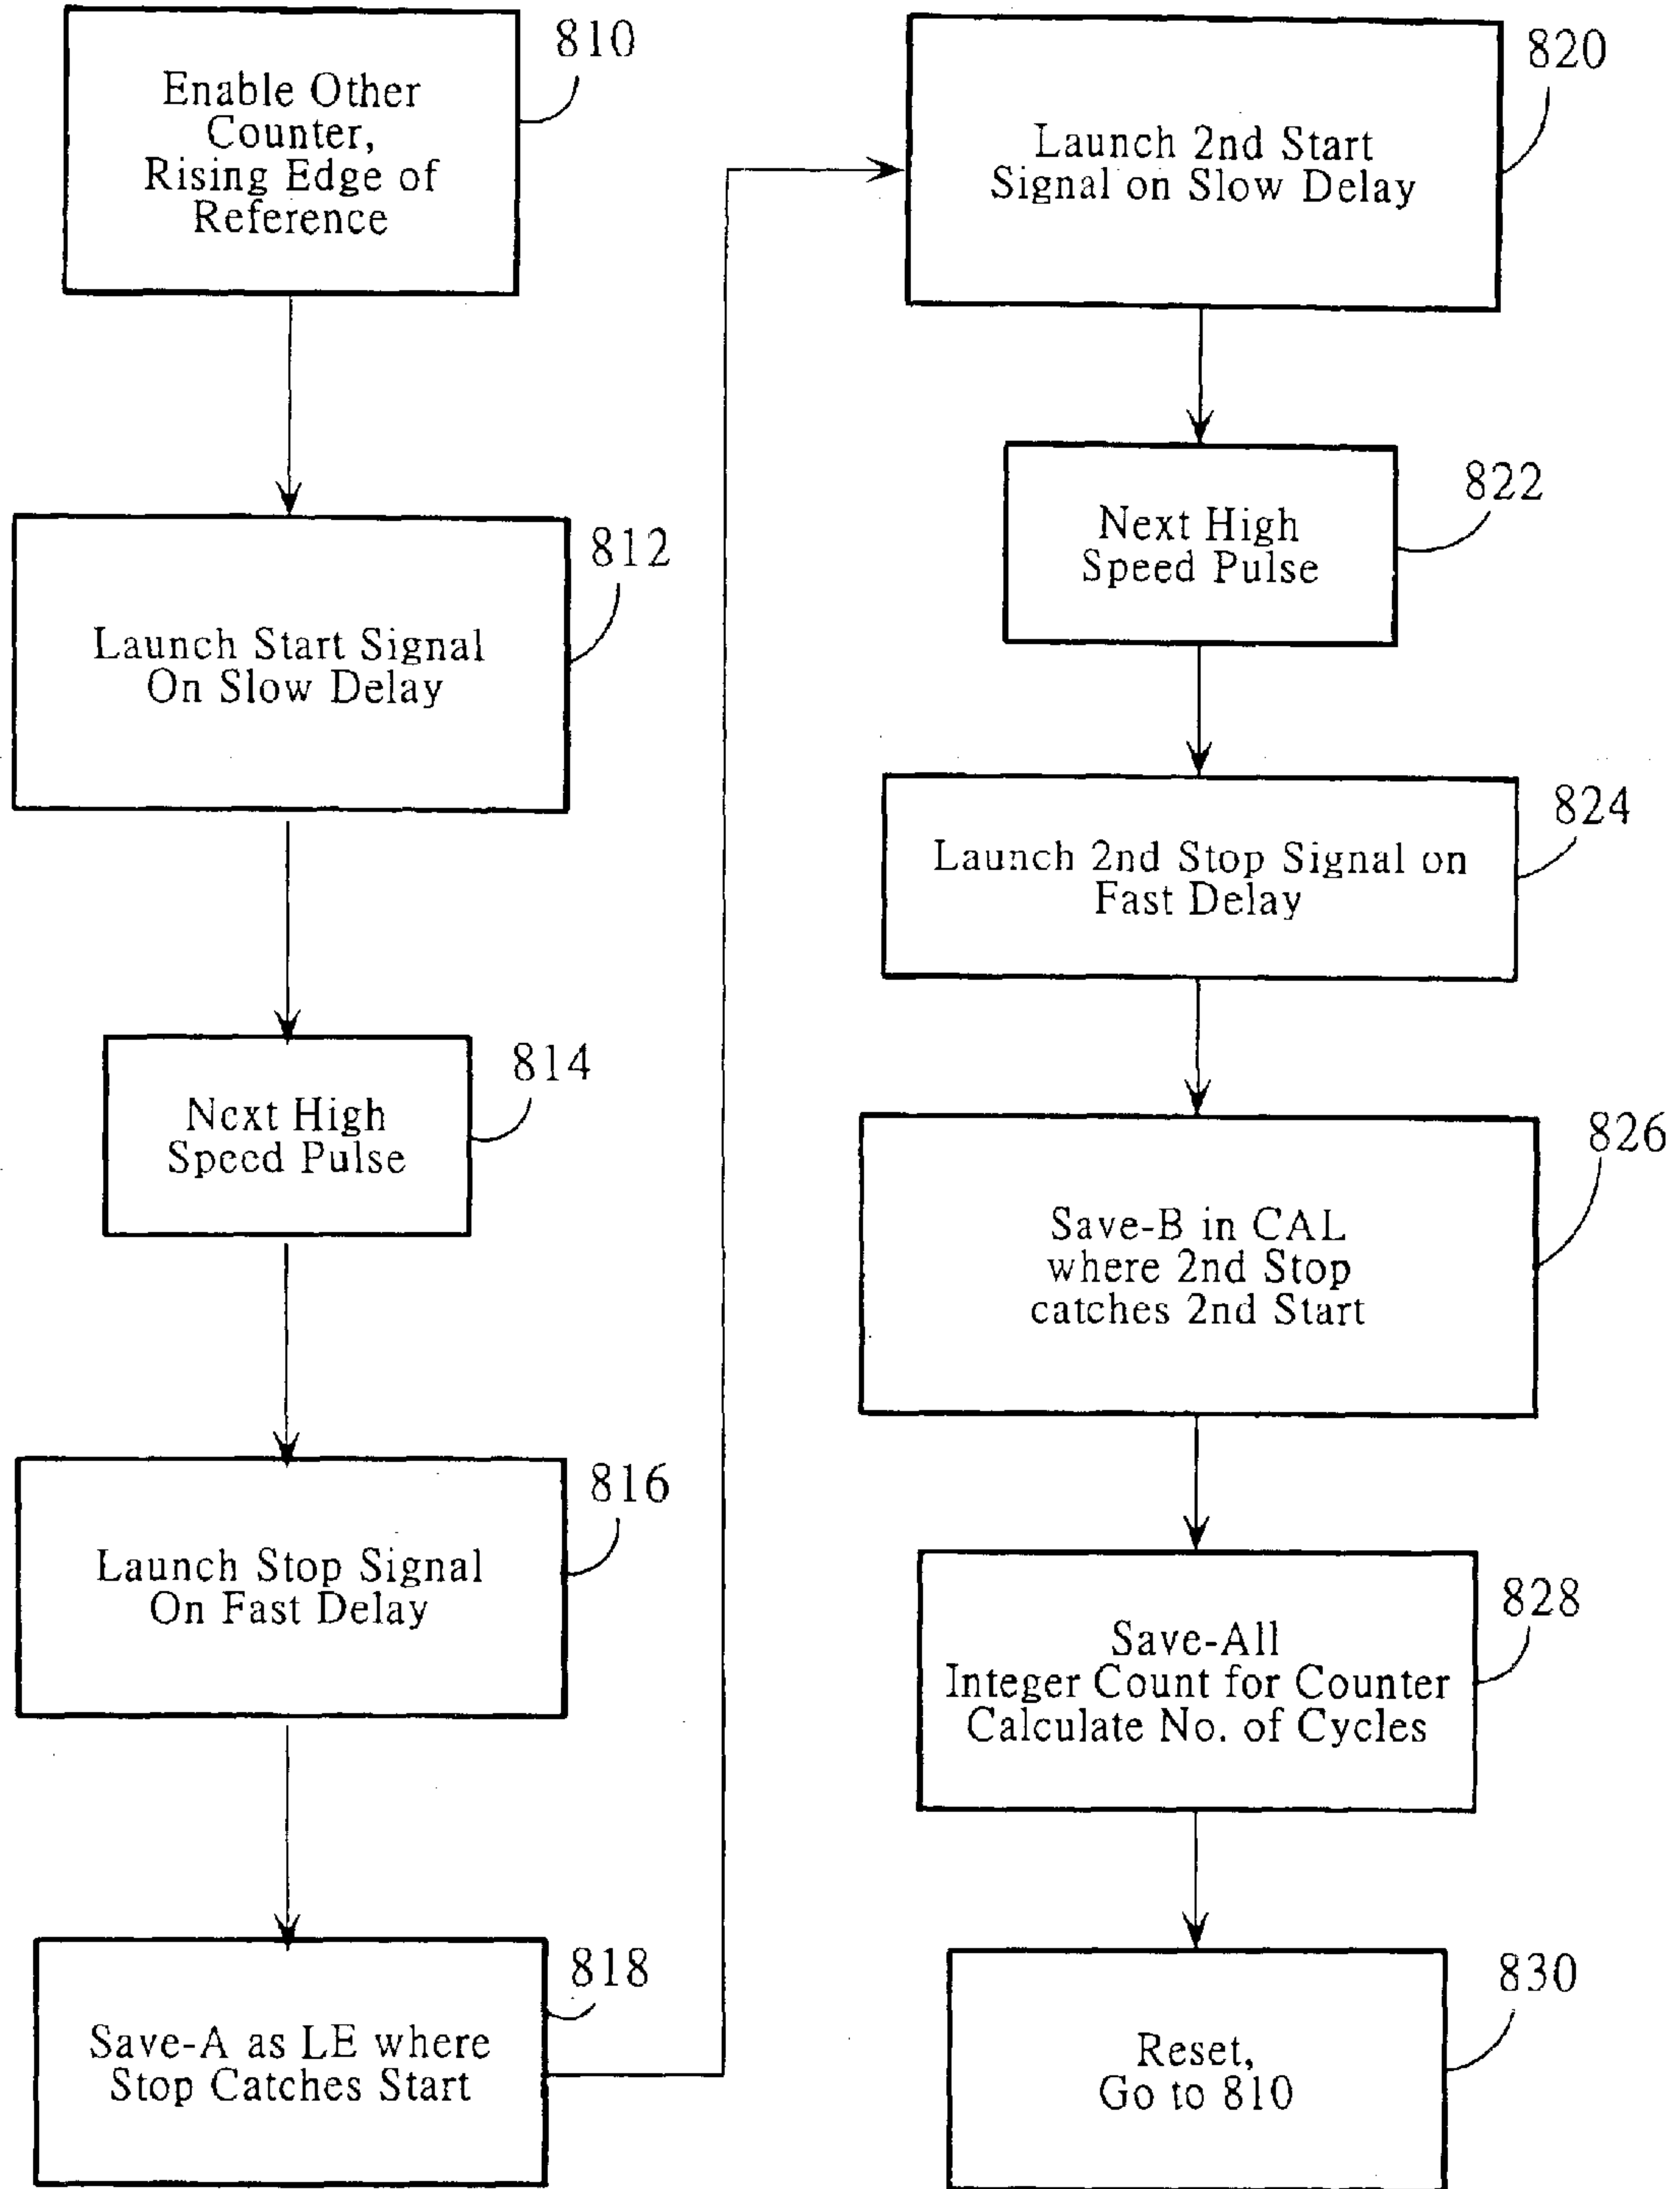 810
Enable Other
Counter,
Rising Edge of
Reference
812
Launch Start Signal
On Slow Delay
814
Next High
Speed Pulse
816
Launch Stop Signal
On Fast Delay
818
Save-A as LE where
Stop Catches Start
820
Launch 2nd Start
Signal on Slow Delay
822
Next High
Speed Pulse
824
Launch 2nd Stop Signal on
Fast Delay
826
Save-B in CAL
where 2nd Stop
catches 2nd Start
828
Save-All
Integer Count for Counter
Calculate No. of Cycles
830
Reset,
Go to 810